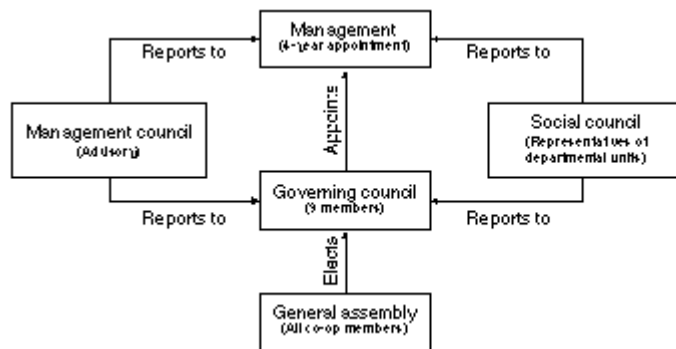 Management
(4-year appointment)
Reports to
Reports to
Management council
(Advisory)
Appoints
Social council
(Representatives of
departmental units)
Governing council
(9 members)
Reports to
Reports to
Elects
General assembly
(All co-op members)